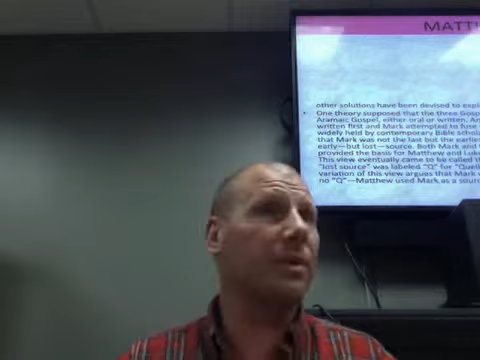 MATT
other solutions have been devised to expl
• One theory supposed that the three Gosp
Aramaic Gospel, either oral or written. An
written first and Mark attempted to fuse
widely held by contemporary Bible schol
that Mark was not the last but the earlie
early—but lost—source. Both Mark and
provided the basis for Matthew and Luke
This view eventually came to be called th
"lost source" was labeled "Q" for "Quell
variation of this view argues that Mark
no "Q"—Matthew used Mark as a sour